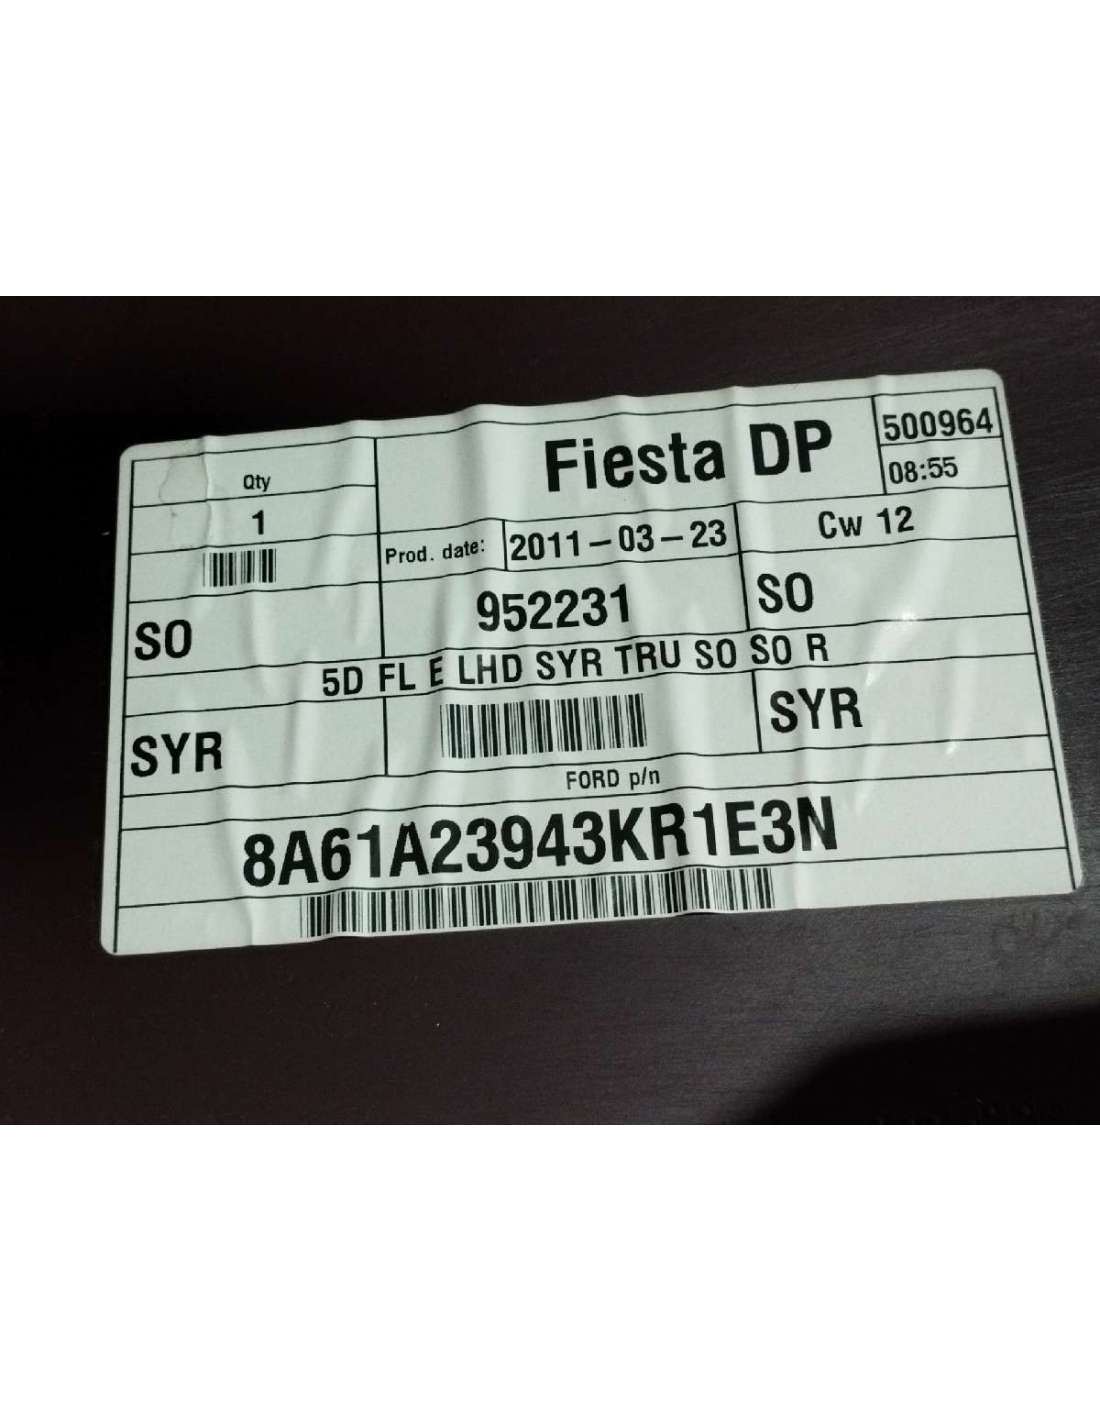 Fiesta DP
500964
Qty
08:55
1
Prod. date:
2011-03-23
Cw 12
SO
952231
SO
5D FL E LHD SYR TRU SO SO R
SYR
SYR
FORD p/n
8A61A23943KR1E3N